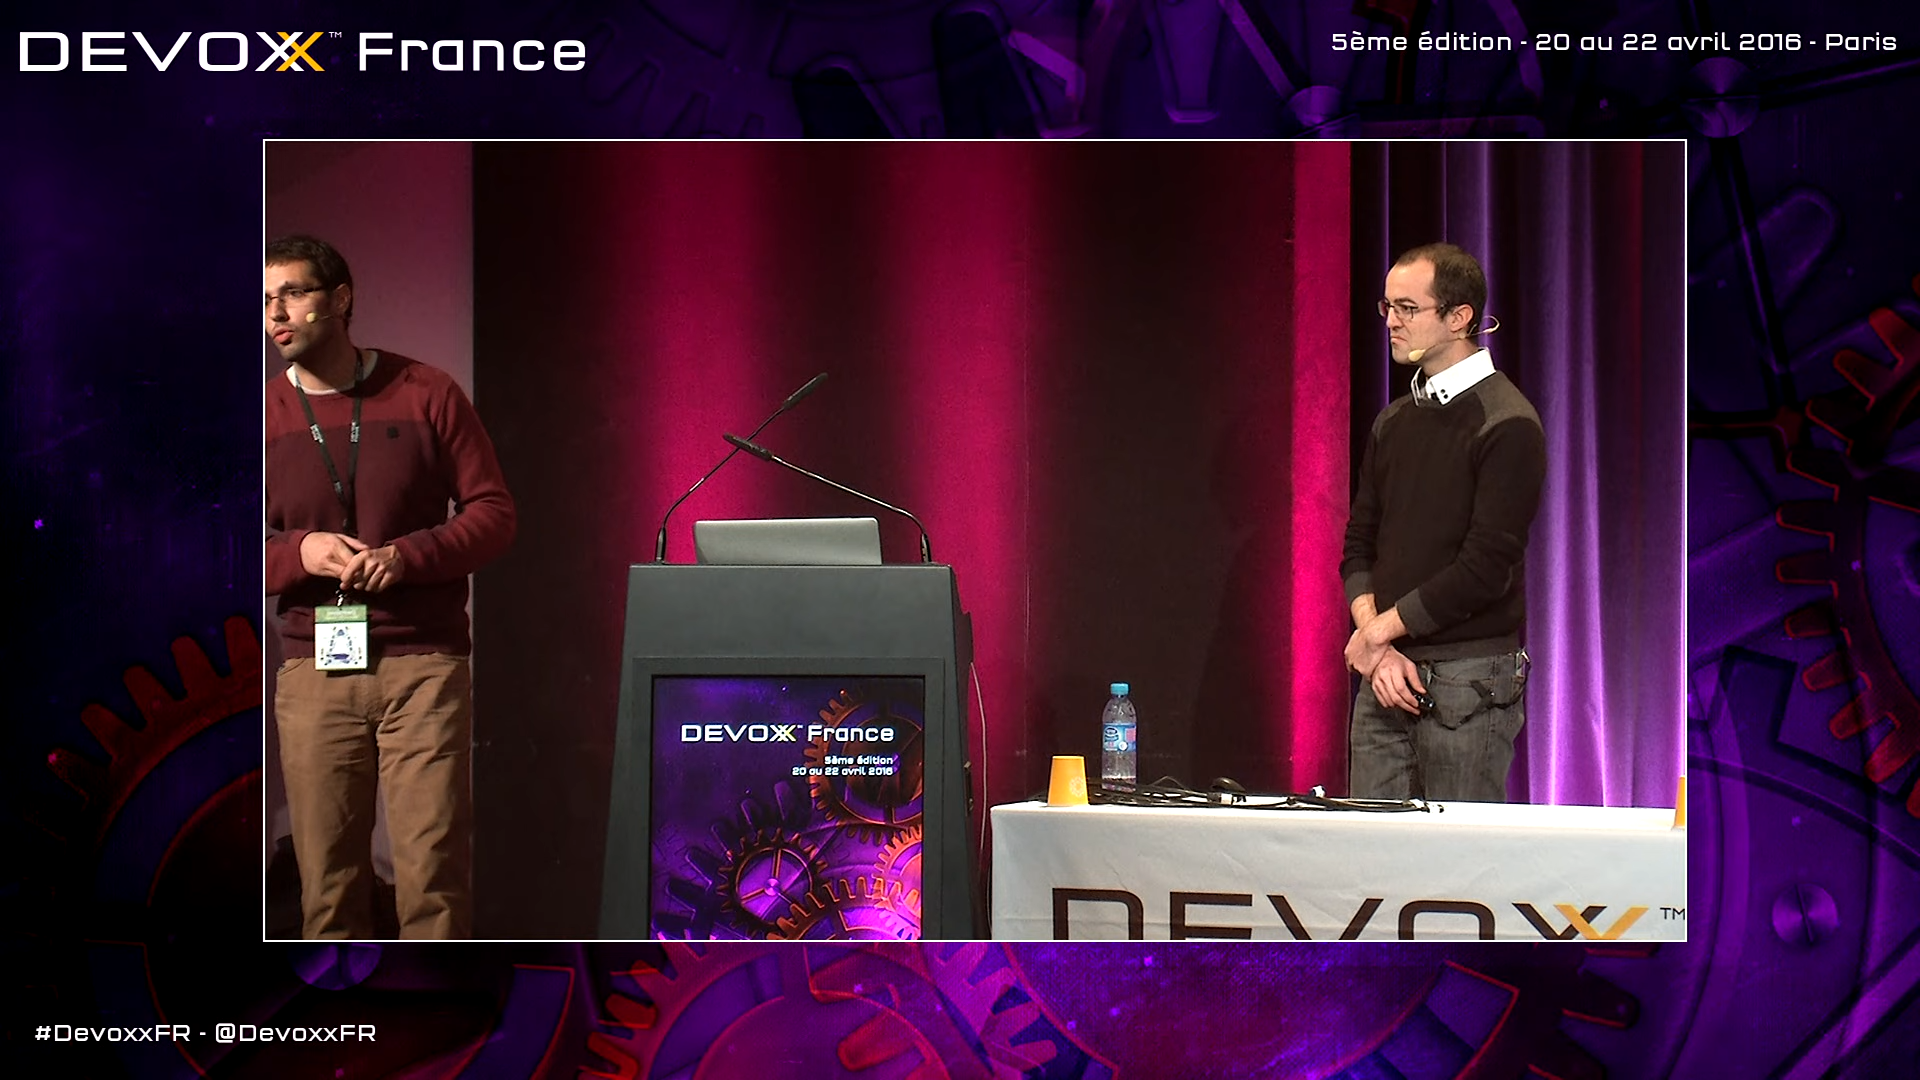 DEVOXX™ France
5ème édition - 20 au 22 avril 2016 - Paris
DEVOXX™ France
5ème édition
20 au 22 avril 2016
DEVOXX™
#DevoxxFR - @DevoxxFR